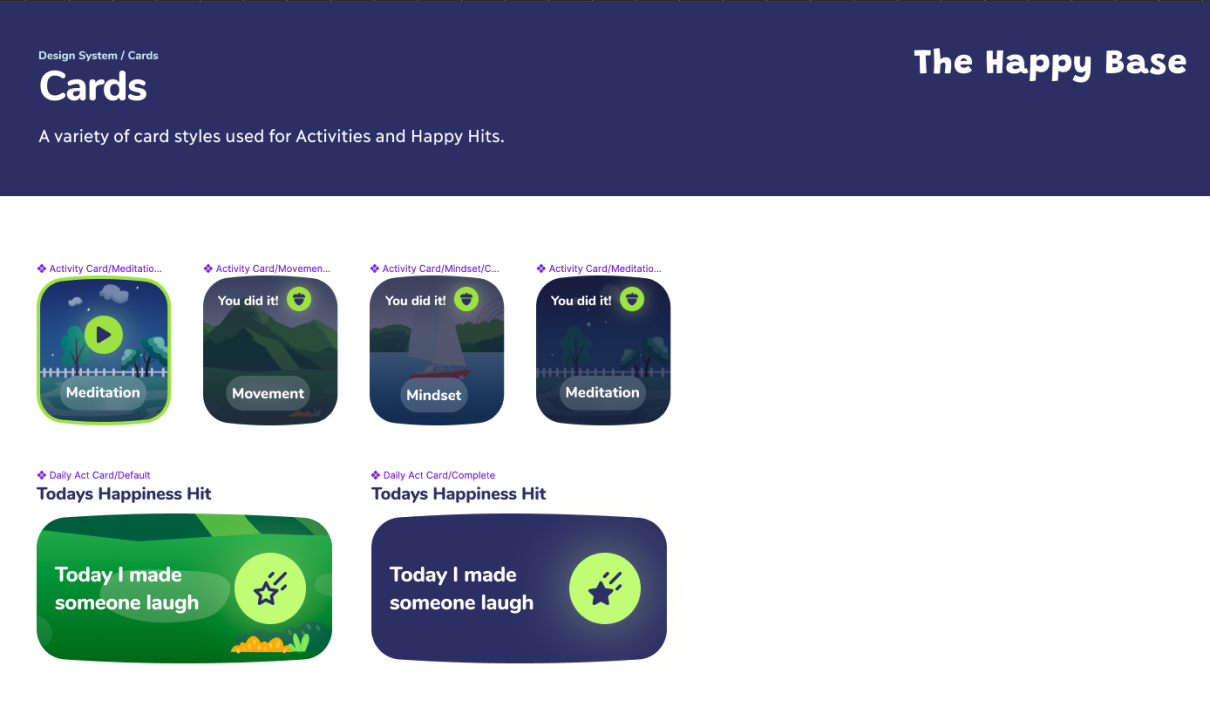 Design System / Cards
The Happy Base
Cards
A variety of card styles used for Activities and Happy Hits.
Activity Card/Meditatio...
Activity Card/Movemen...
Activity Card/Mindset/C...
Activity Card/Meditatio...
You did it!
You did it!
You did it!
Meditation
Movement
Mindset
Meditation
Daily Act Card/Default
Daily Act Card/Complete
Todays Happiness Hit
Todays Happiness Hit
Today I made
someone laugh
Today I made
someone laugh